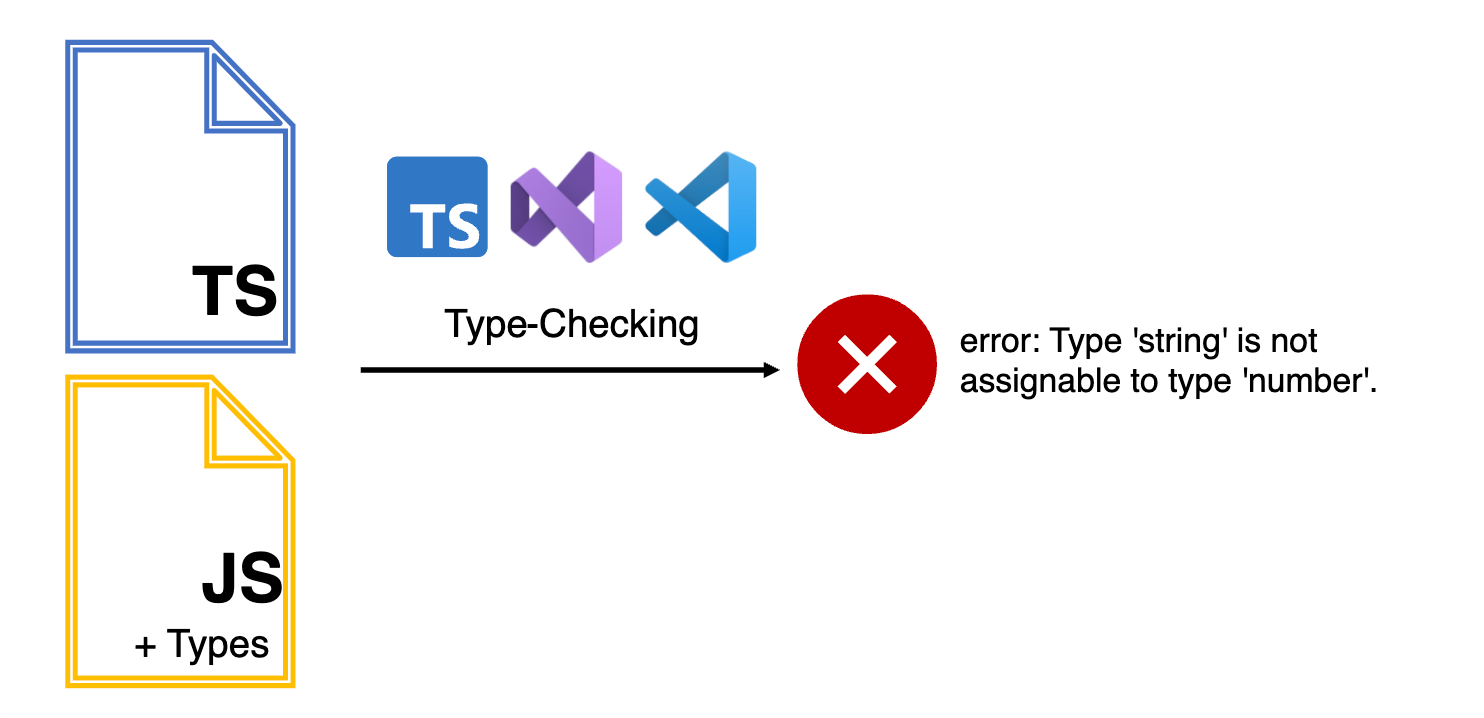 TS
TS
Type-Checking
error: Type 'string' is not
assignable to type 'number'.
JS
+ Types